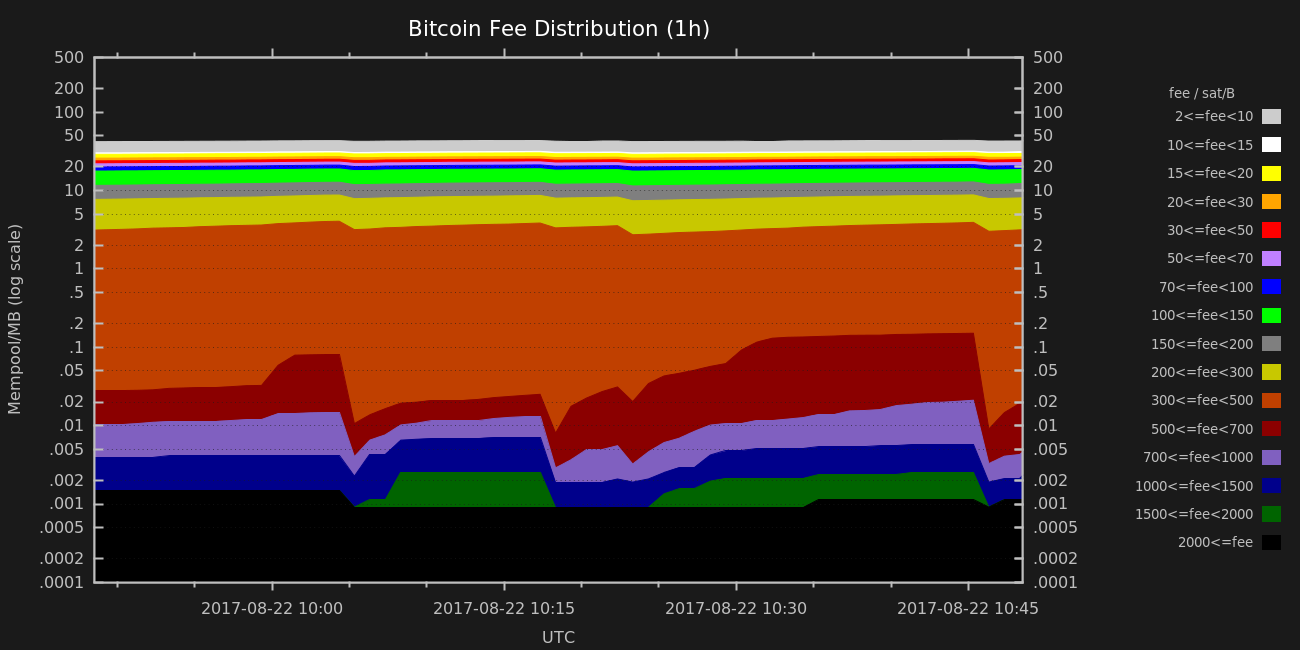 Bitcoin Fee Distribution (1h)
Mempool/MB (log scale)
500
200
100
50
20
10
5
2
1
.5
.2
.1
.05
.02
.01
.005
.002
.001
.0005
.0002
.0001
500
200
100
50
20
10
5
2
1
.5
.2
.1
.05
.02
.01
.005
.002
.001
.0005
.0002
.0001
2017-08-22 10:00
2017-08-22 10:15
2017-08-22 10:30
2017-08-22 10:45
UTC
fee / sat/B
2<=fee<10
10<=fee<15
15<=fee<20
20<=fee<30
30<=fee<50
50<=fee<70
70<=fee<100
100<=fee<150
150<=fee<200
200<=fee<300
300<=fee<500
500<=fee<700
700<=fee<1000
1000<=fee<1500
1500<=fee<2000
2000<=fee